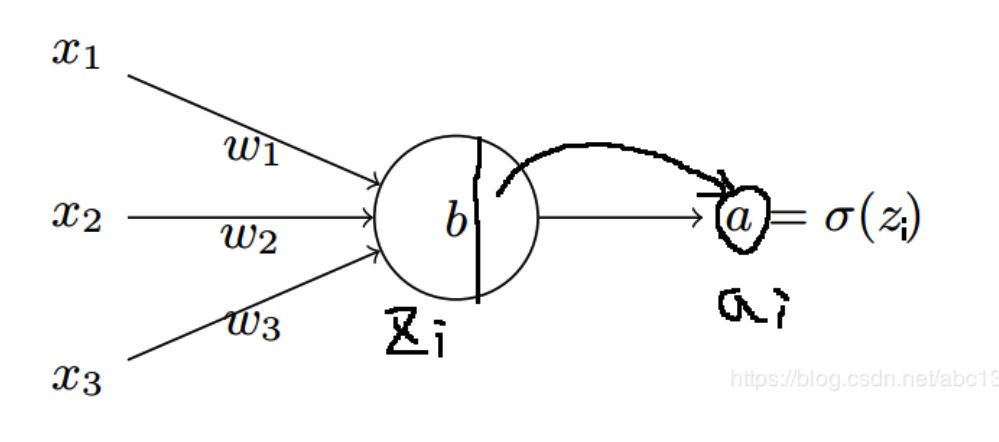 x₁
w₁
x₂
w₂
b
a = σ(zᵢ)
w₃
zᵢ
aᵢ
x₃
https://blog.csdn.net/abc13